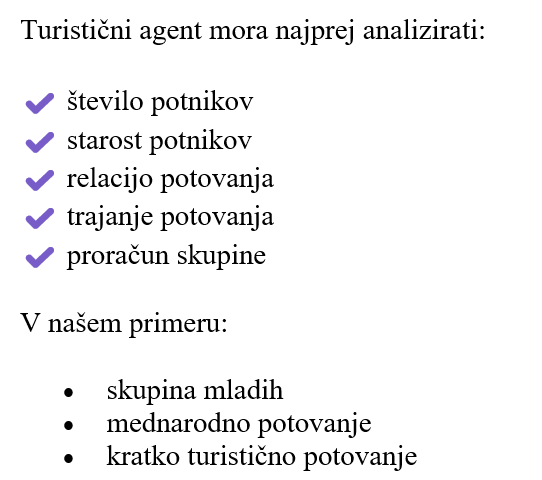 Turistični agent mora najprej analizirati:
✔ število potnikov
✔ starost potnikov
✔ relacijo potovanja
✔ trajanje potovanja
✔ proračun skupine
V našem primeru:
• skupina mladih
• mednarodno potovanje
• kratko turistično potovanje